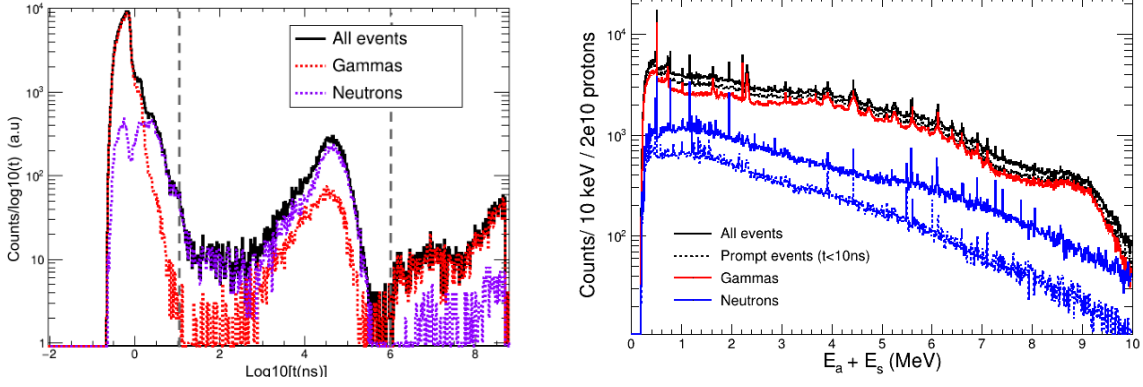 10⁴
10³
10²
10
1
Counts/log10(t) (a.u)
All events
Gammas
Neutrons
−2 0 2 4 6 8
Log10[t(ns)]
10⁴
10³
10²
Counts/ 10 keV / 2e10 protons
All events
Prompt events (t<10ns)
Gammas
Neutrons
0 1 2 3 4 5 6 7 8 9 10
Eₐ + Eₛ (MeV)